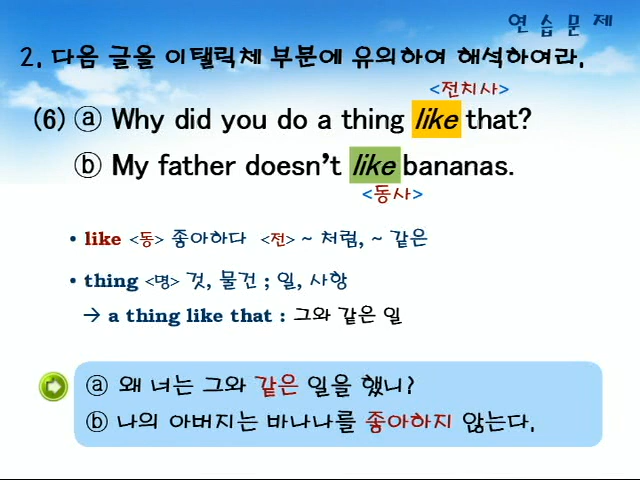 연 습 문 제
2. 다음 글을 이탤릭체 부분에 유의하여 해석하여라.
<전치사>
(6) ⓐ Why did you do a thing like that?
ⓑ My father doesn't like bananas.
<동사>
• like <동> 좋아하다 <전> ~ 처럼, ~ 같은
• thing <명> 것, 물건 ; 일, 사항
→ a thing like that : 그와 같은 일
ⓐ 왜 너는 그와 같은 일을 했니?
ⓑ 나의 아버지는 바나나를 좋아하지 않는다.